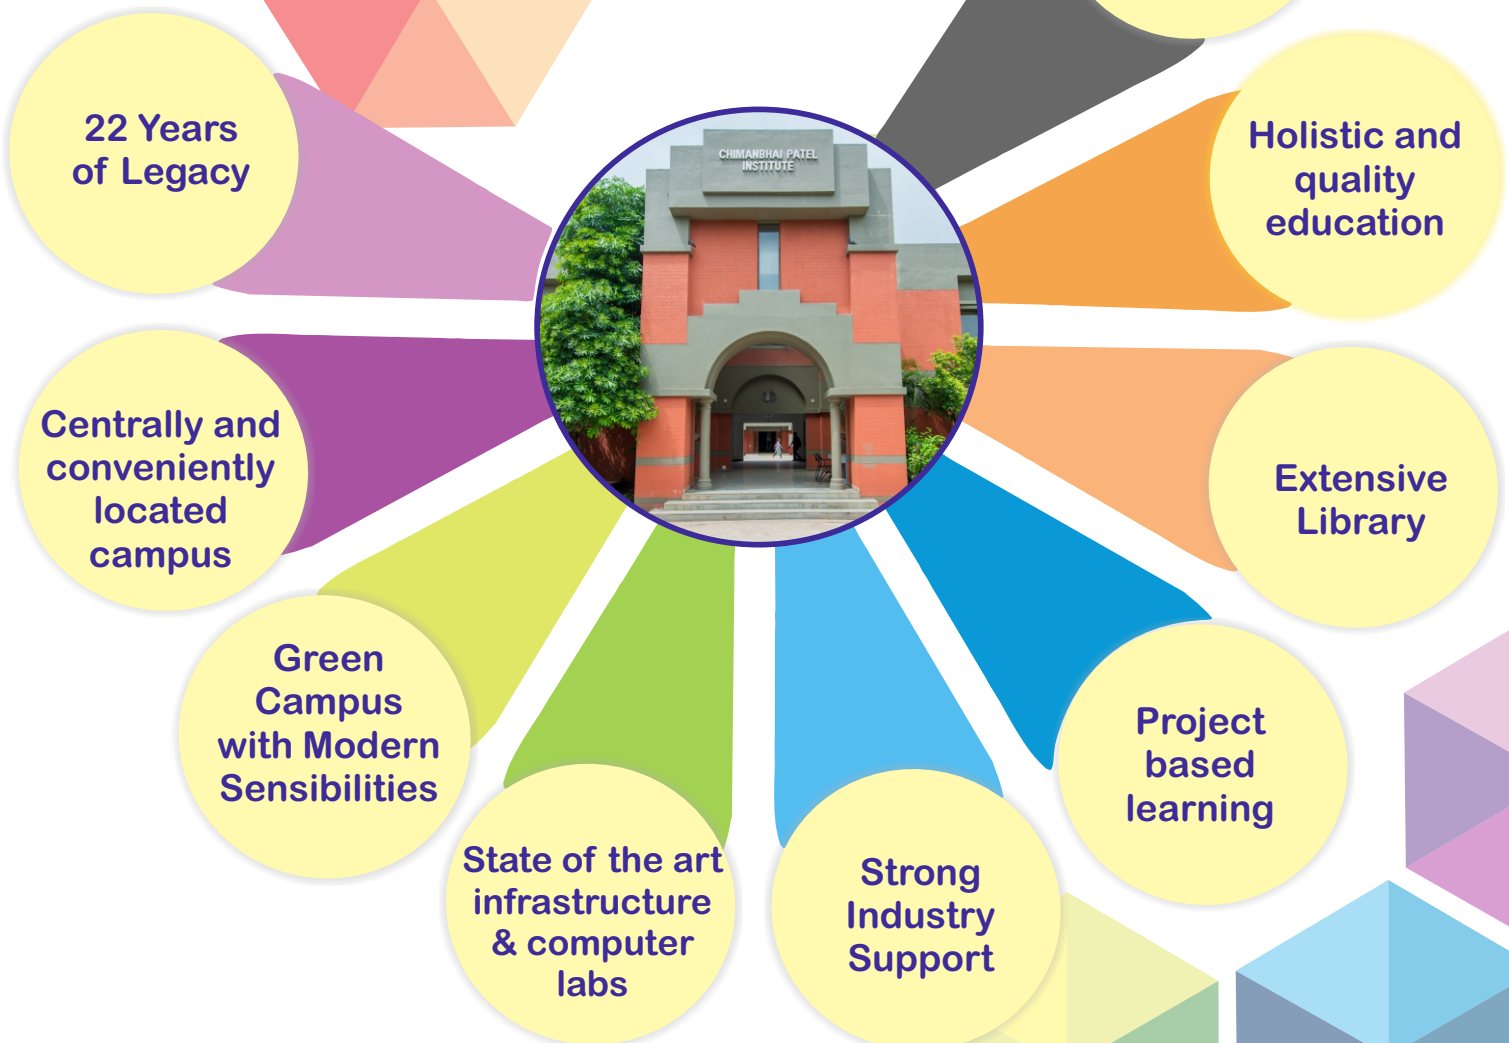 22 Years
of Legacy
CHIMANBHAI PATEL
INSTITUTE
Holistic and
quality
education
Centrally and
conveniently
located
campus
Extensive
Library
Green
Campus
with Modern
Sensibilities
Project
based
learning
State of the art
infrastructure
& computer
labs
Strong
Industry
Support